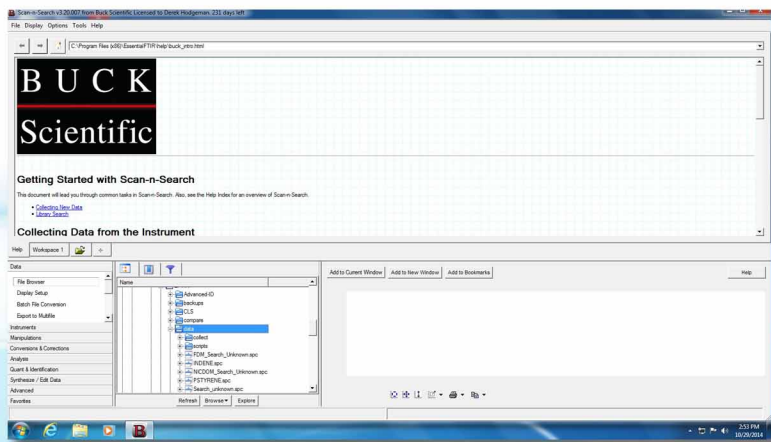 Scan-n-Search v3.20.007 from Buck Scientific Licensed to Derek Hodgeman. 231 days left
File Display Options Tools Help
C:\Program Files (x86)\EssentialFTIR\help\buck_intro.html
BUCK
Scientific
Getting Started with Scan-n-Search
This document will lead you through common tasks in Scan-n-Search. Also, see the Help Index for an overview of Scan-n-Search.
Collecting New Data
Library Search
Collecting Data from the Instrument
Help Workspace 1
Data
File Browser
Display Setup
Batch File Conversion
Export to Multifile
Instruments
Manipulations
Conversions & Corrections
Analysis
Quant & Identification
Synthesize / Edit Data
Advanced
Favorites
Name
Advanced-ID
backups
CLS
compare
data
collect
scripts
FDM_Search_Unknown.spc
INDENE.spc
NICDOM_Search_Unknown.spc
PSTYRENE.spc
Search_unknown.spc
Refresh Browse Explore
Add to Current Window Add to New Window Add to Bookmarks Help
2:53 PM
10/29/2014